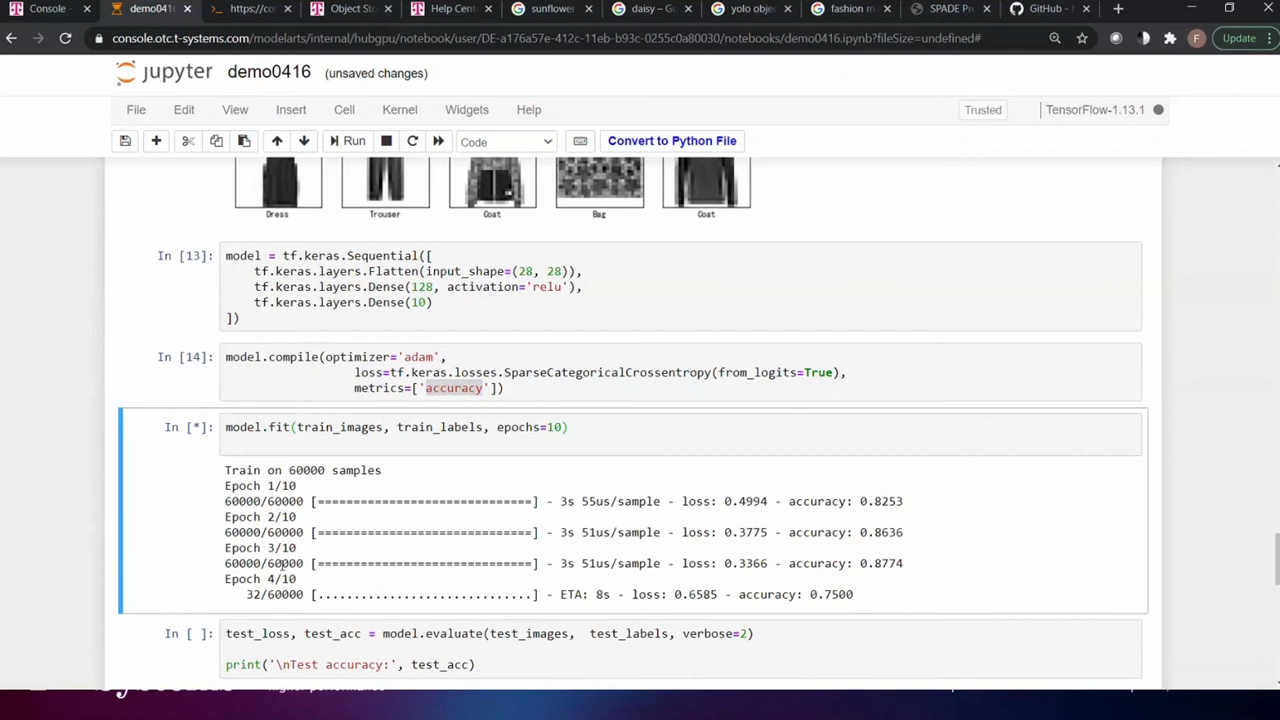 Console -
demo0416
https://co
Object Sto
Help Cent
sunflower
daisy – Go
yolo obje
fashion m
SPADE Pr
GitHub - N
console.otc.t-systems.com/modelarts/internal/hubgpu/notebook/user/DE-a176a57e-412c-11eb-b93c-0255c0a80030/notebooks/demo0416.ipynb?fileSize=undefined#
F
Update
jupyter demo0416 (unsaved changes)
File Edit View Insert Cell Kernel Widgets Help Trusted TensorFlow-1.13.1
Run Code Convert to Python File
Dress Trouser Coat Bag Coat
In [13]: model = tf.keras.Sequential([
tf.keras.layers.Flatten(input_shape=(28, 28)),
tf.keras.layers.Dense(128, activation='relu'),
tf.keras.layers.Dense(10)
])
In [14]: model.compile(optimizer='adam',
loss=tf.keras.losses.SparseCategoricalCrossentropy(from_logits=True),
metrics=['accuracy'])
In [*]: model.fit(train_images, train_labels, epochs=10)
Train on 60000 samples
Epoch 1/10
60000/60000 [==============================] - 3s 55us/sample - loss: 0.4994 - accuracy: 0.8253
Epoch 2/10
60000/60000 [==============================] - 3s 51us/sample - loss: 0.3775 - accuracy: 0.8636
Epoch 3/10
60000/60000 [==============================] - 3s 51us/sample - loss: 0.3366 - accuracy: 0.8774
Epoch 4/10
32/60000 [..............................] - ETA: 8s - loss: 0.6585 - accuracy: 0.7500
In [ ]: test_loss, test_acc = model.evaluate(test_images,  test_labels, verbose=2)
print('\nTest accuracy:', test_acc)